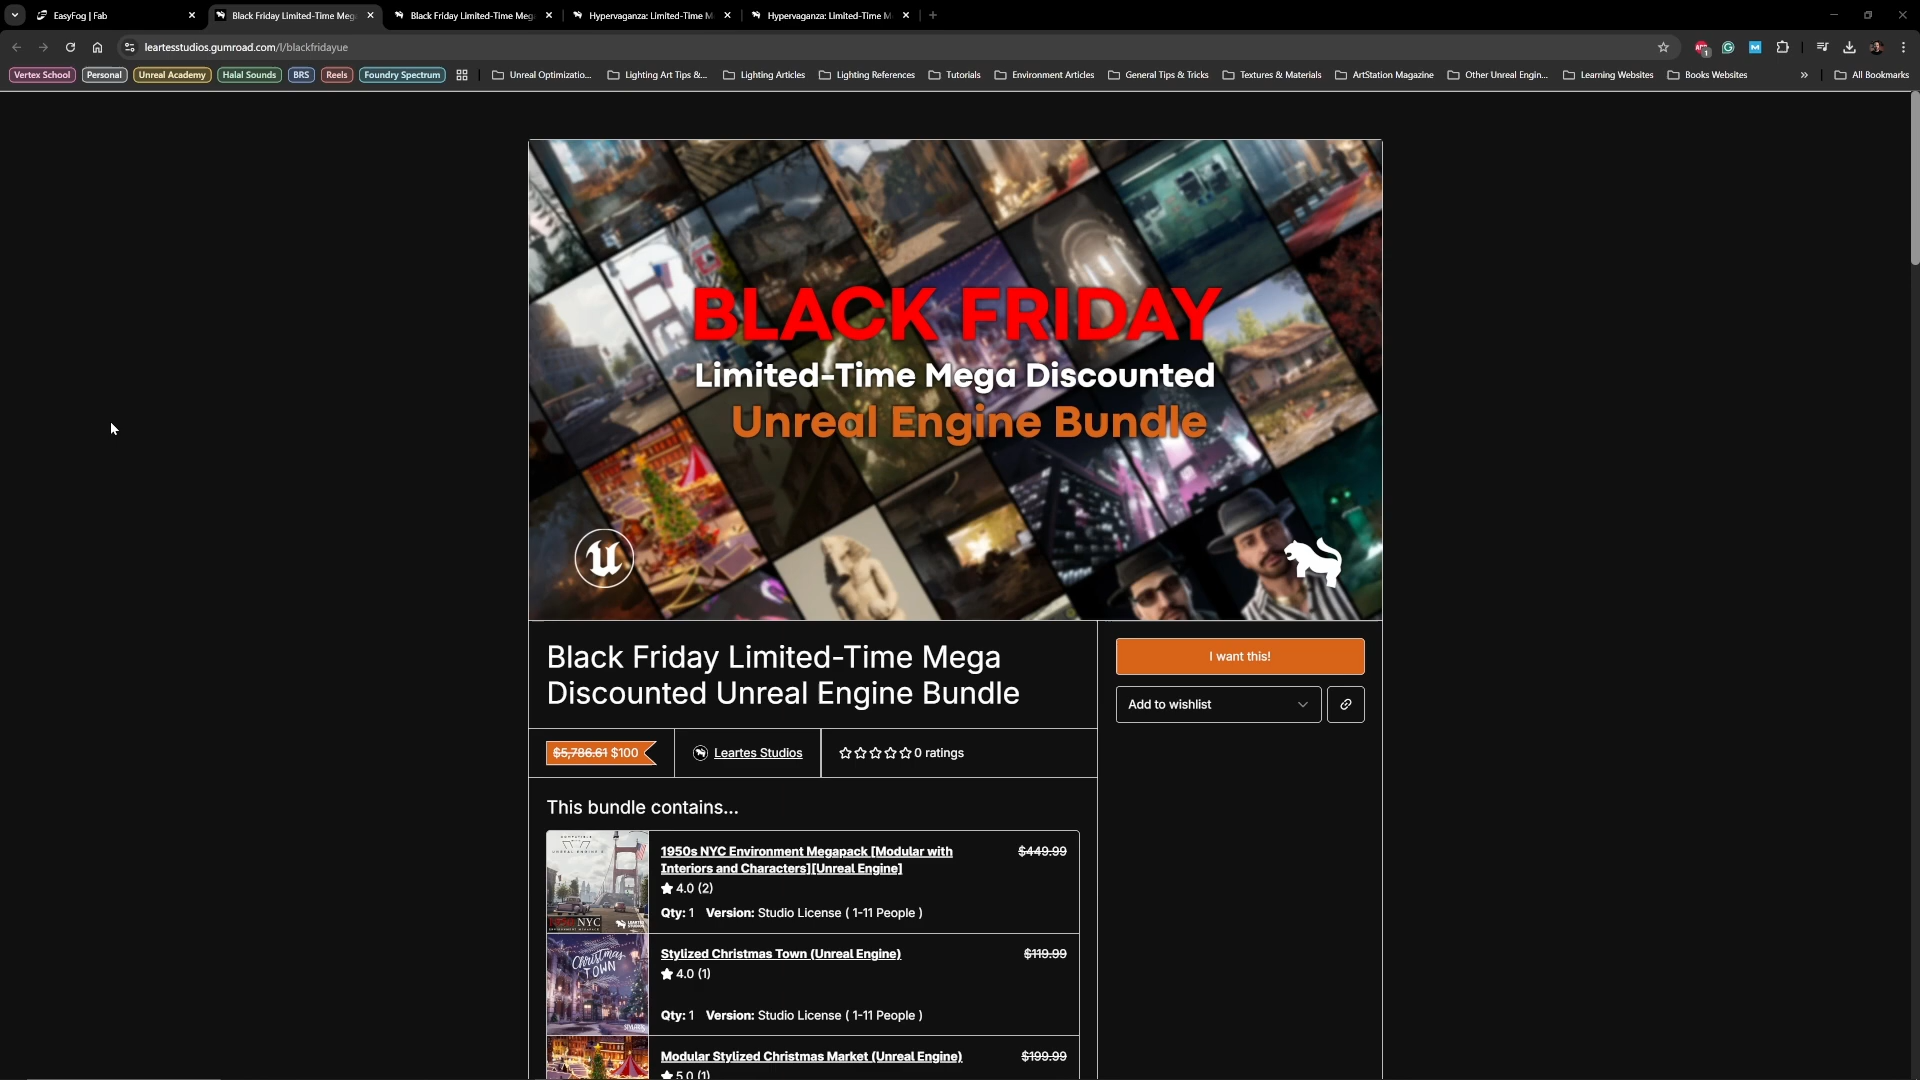 EasyFog | Fab
Black Friday Limited-Time Mega
Black Friday Limited-Time Mega
Hypervaganza: Limited-Time M
Hypervaganza: Limited-Time M
leartesstudios.gumroad.com/l/blackfridayue
Vertex School
Personal
Unreal Academy
Halal Sounds
BRS
Reels
Foundry Spectrum
Unreal Optimizatio...
Lighting Art Tips &...
Lighting Articles
Lighting References
Tutorials
Environment Articles
General Tips & Tricks
Textures & Materials
ArtStation Magazine
Other Unreal Engin...
Learning Websites
Books Websites
All Bookmarks
BLACK FRIDAY
Limited-Time Mega Discounted
Unreal Engine Bundle
Black Friday Limited-Time Mega
Discounted Unreal Engine Bundle
I want this!
Add to wishlist
$5,786.61 $100
Leartes Studios
0 ratings
This bundle contains...
1950s NYC Environment Megapack [Modular with
Interiors and Characters][Unreal Engine]
$449.99
4.0 (2)
Qty: 1 Version: Studio License ( 1-11 People )
NYC
Stylized Christmas Town (Unreal Engine)
$119.99
4.0 (1)
Christmas
TOWN
Qty: 1 Version: Studio License ( 1-11 People )
Modular Stylized Christmas Market (Unreal Engine)
$199.99
5.0 (1)